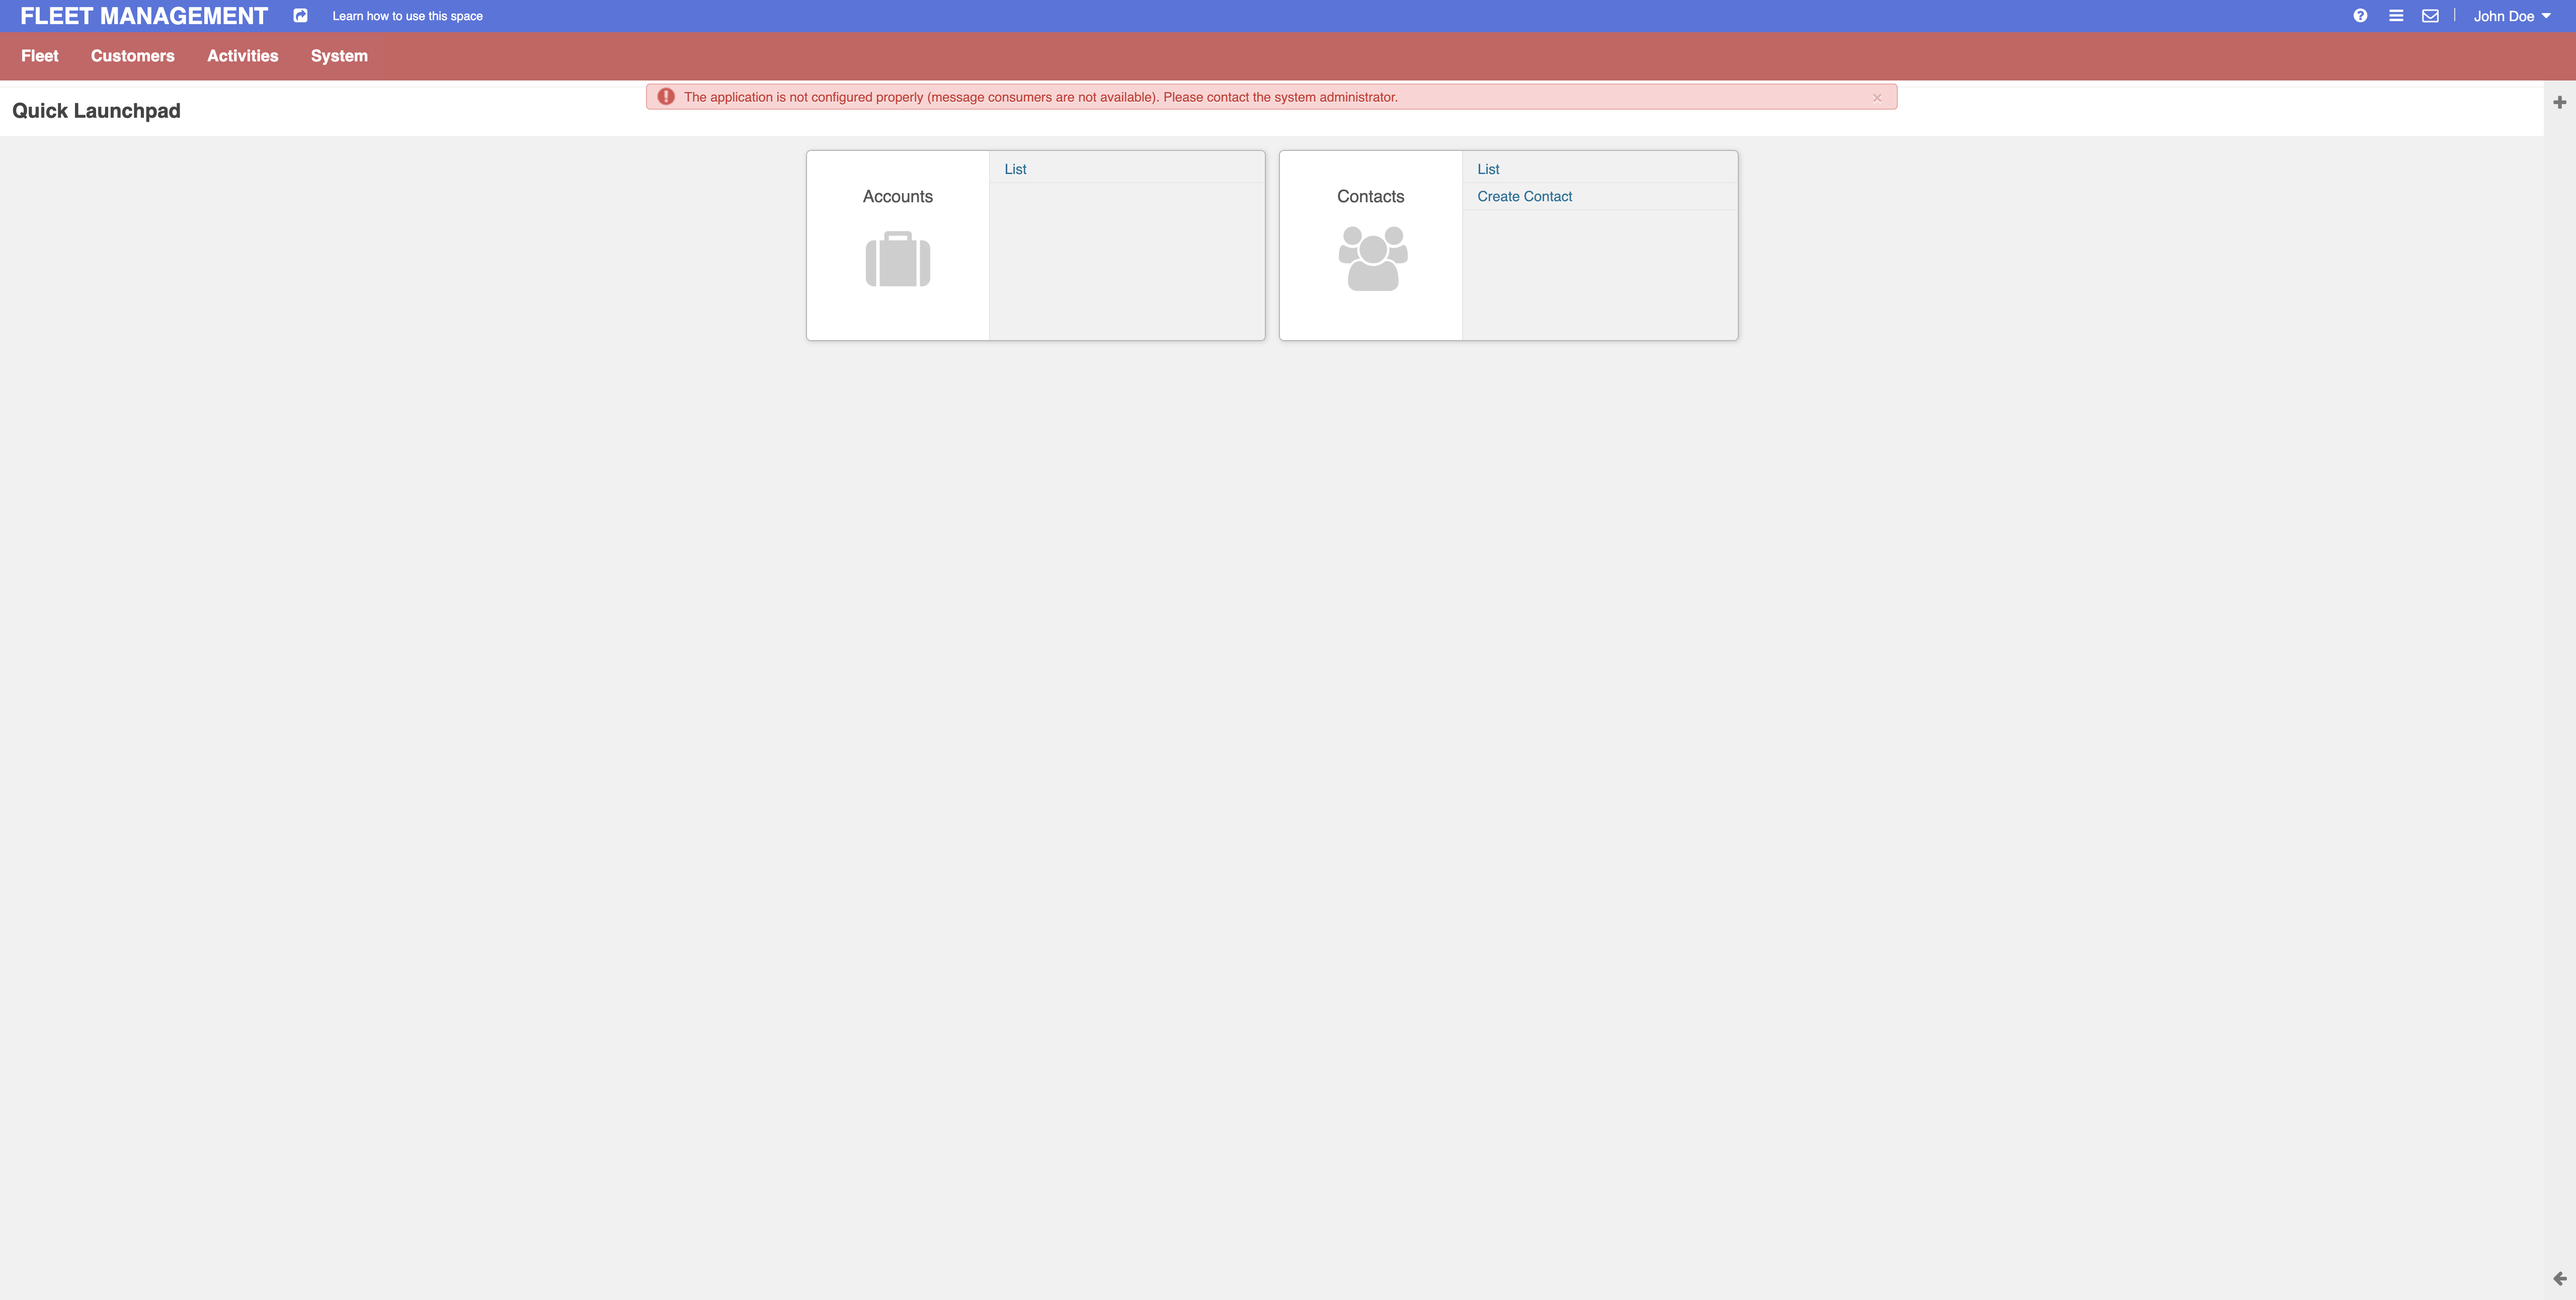 FLEET MANAGEMENT
Learn how to use this space
John Doe
Fleet
Customers
Activities
System
The application is not configured properly (message consumers are not available). Please contact the system administrator.
×
Quick Launchpad
Accounts
List
Contacts
List
Create Contact